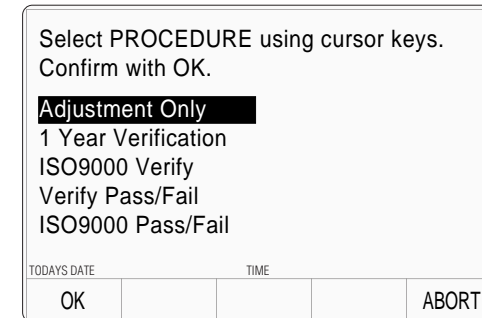 Select PROCEDURE using cursor keys.
Confirm with OK.
Adjustment Only
1 Year Verification
ISO9000 Verify
Verify Pass/Fail
ISO9000 Pass/Fail
TODAYS DATE TIME
OK ABORT